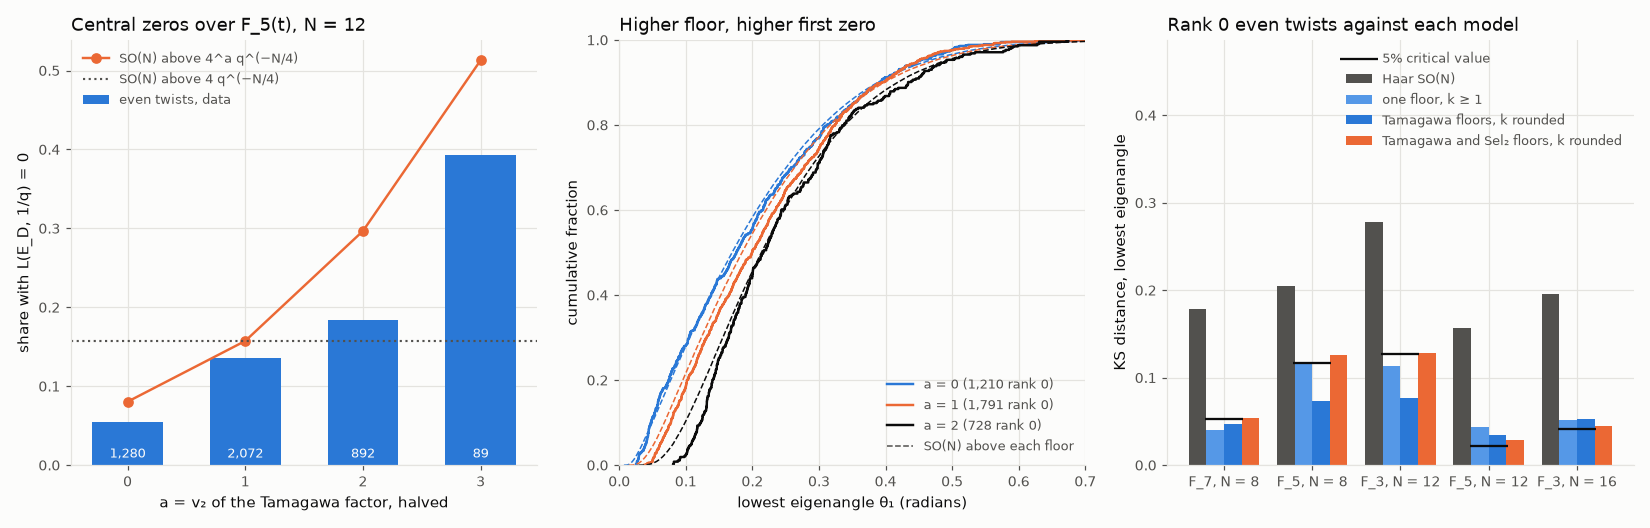 Central zeros over F_5(t), N = 12
SO(N) above 4^a q^(−N/4)
SO(N) above 4 q^(−N/4)
even twists, data
share with L(E_D, 1/q) = 0
0.5
0.4
0.3
0.2
0.1
0.0
1,280
2,072
892
89
0
1
2
3
a = v₂ of the Tamagawa factor, halved
Higher floor, higher first zero
cumulative fraction
1.0
0.8
0.6
0.4
0.2
0.0
a = 0 (1,210 rank 0)
a = 1 (1,791 rank 0)
a = 2 (728 rank 0)
SO(N) above each floor
0.0
0.1
0.2
0.3
0.4
0.5
0.6
0.7
lowest eigenangle θ₁ (radians)
Rank 0 even twists against each model
5% critical value
Haar SO(N)
one floor, k ≥ 1
Tamagawa floors, k rounded
Tamagawa and Sel₂ floors, k rounded
KS distance, lowest eigenangle
0.4
0.3
0.2
0.1
0.0
F_7, N = 8
F_5, N = 8
F_3, N = 12
F_5, N = 12
F_3, N = 16